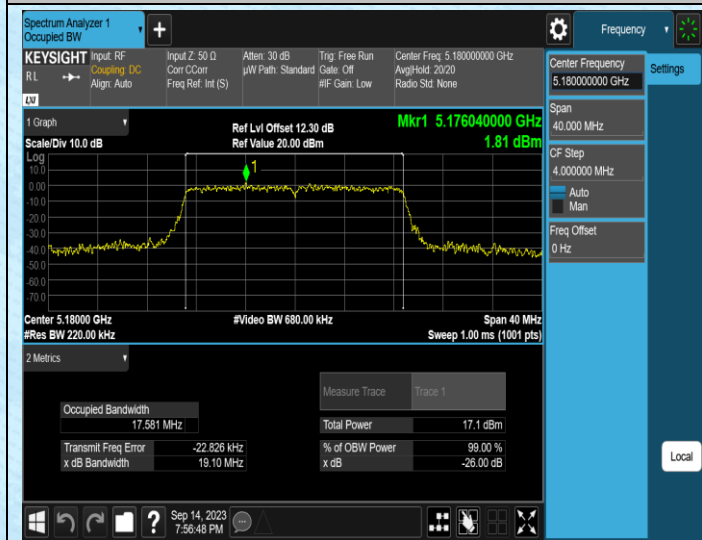 Spectrum Analyzer 1
Occupied BW
+
Frequency
KEYSIGHT
RL
LXI
Input: RF
Coupling: DC
Align: Auto
Input Z: 50 Ω
Corr CCorr
Freq Ref: Int (S)
Atten: 30 dB
µW Path: Standard
Trig: Free Run
Gate: Off
#IF Gain: Low
Center Freq: 5.180000000 GHz
Avg|Hold: 20/20
Radio Std: None
Center Frequency
5.180000000 GHz
Settings
Span
40.000 MHz
CF Step
4.000000 MHz
Auto
Man
Freq Offset
0 Hz
Local
1 Graph
Scale/Div 10.0 dB
Ref Lvl Offset 12.30 dB
Ref Value 20.00 dBm
Mkr1 5.176040000 GHz
1.81 dBm
Log
10.0
0.00
-10.0
-20.0
-30.0
-40.0
-50.0
-60.0
-70.0
1
Center 5.18000 GHz
#Res BW 220.00 kHz
#Video BW 680.00 kHz
Span 40 MHz
Sweep 1.00 ms (1001 pts)
2 Metrics
Measure Trace Trace 1
Occupied Bandwidth
17.581 MHz
Total Power 17.1 dBm
Transmit Freq Error -22.826 kHz
% of OBW Power 99.00 %
x dB Bandwidth 19.10 MHz
x dB -26.00 dB
?
Sep 14, 2023
7:56:48 PM